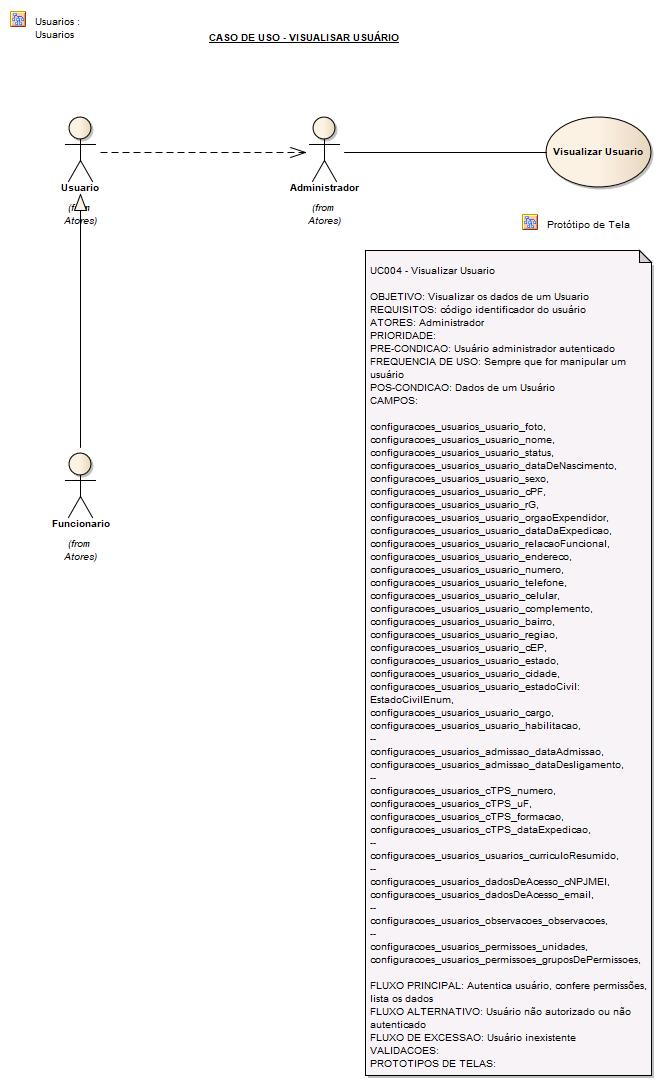 Usuarios :
Usuarios
CASO DE USO - VISUALISAR USUÁRIO
Usuario
(from
Atores)
Administrador
(from
Atores)
Visualizar Usuario
Protótipo de Tela
Funcionario
(from
Atores)
UC004 - Visualizar Usuario
OBJETIVO: Visualizar os dados de um Usuario
REQUISITOS: código identificador do usuário
ATORES: Administrador
PRIORIDADE:
PRE-CONDICAO: Usuário administrador autenticado
FREQUENCIA DE USO: Sempre que for manipular um
usuário
POS-CONDICAO: Dados de um Usuário
CAMPOS:
configuracoes_usuarios_usuario_foto,
configuracoes_usuarios_usuario_nome,
configuracoes_usuarios_usuario_status,
configuracoes_usuarios_usuario_dataDeNascimento,
configuracoes_usuarios_usuario_sexo,
configuracoes_usuarios_usuario_cPF,
configuracoes_usuarios_usuario_rG,
configuracoes_usuarios_usuario_orgaoExpendidor,
configuracoes_usuarios_usuario_dataDaExpedicao,
configuracoes_usuarios_usuario_relacaoFuncional,
configuracoes_usuarios_usuario_endereco,
configuracoes_usuarios_usuario_numero,
configuracoes_usuarios_usuario_telefone,
configuracoes_usuarios_usuario_celular,
configuracoes_usuarios_usuario_complemento,
configuracoes_usuarios_usuario_bairro,
configuracoes_usuarios_usuario_regiao,
configuracoes_usuarios_usuario_cEP,
configuracoes_usuarios_usuario_estado,
configuracoes_usuarios_usuario_cidade,
configuracoes_usuarios_usuario_estadoCivil:
EstadoCivilEnum,
configuracoes_usuarios_usuario_cargo,
configuracoes_usuarios_usuario_habilitacao,
--
configuracoes_usuarios_admissao_dataAdmissao,
configuracoes_usuarios_admissao_dataDesligamento,
--
configuracoes_usuarios_cTPS_numero,
configuracoes_usuarios_cTPS_uF,
configuracoes_usuarios_cTPS_formacao,
configuracoes_usuarios_cTPS_dataExpedicao,
--
configuracoes_usuarios_usuarios_curriculoResumido,
--
configuracoes_usuarios_dadosDeAcesso_cNPJMEI,
configuracoes_usuarios_dadosDeAcesso_email,
--
configuracoes_usuarios_observacoes_observacoes,
--
configuracoes_usuarios_permissoes_unidades,
configuracoes_usuarios_permissoes_gruposDePermissoes,
FLUXO PRINCIPAL: Autentica usuário, confere permissões,
lista os dados
FLUXO ALTERNATIVO: Usuário não autorizado ou não
autenticado
FLUXO DE EXCESSAO: Usuário inexistente
VALIDACOES:
PROTOTIPOS DE TELAS: